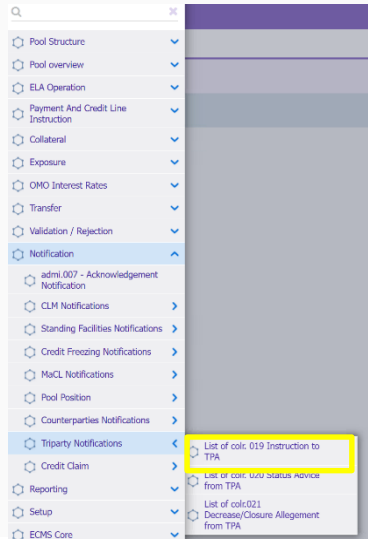 Pool Structure
Pool overview
ELA Operation
Payment And Credit Line
Instruction
Collateral
Exposure
OMO Interest Rates
Transfer
Validation / Rejection
Notification
admi.007 - Acknowledgement
Notification
CLM Notifications
Standing Facilities Notifications
Credit Freezing Notifications
MaCL Notifications
Pool Position
Counterparties Notifications
Triparty Notifications
Credit Claim
Reporting
Setup
ECMS Core
List of colr. 019 Instruction to
TPA
List of colr. 020 Status Advice
from TPA
List of colr.021
Decrease/Closure Allegement
from TPA